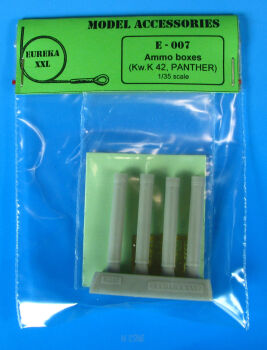 MODEL ACCESSORIES
EUREKA
XXL
E - 007
Ammo boxes
(Kw.K 42, PANTHER)
1/35 scale